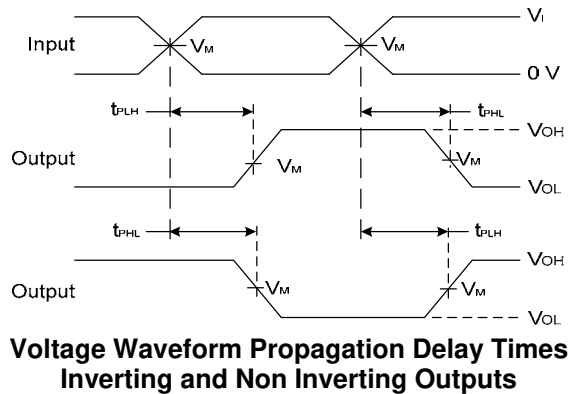 VI
Input
VM
VM
0 V
tPLH
tPHL
VOH
Output
VM
VM
VOL
tPHL
tPLH
VOH
Output
VM
VM
VOL
Voltage Waveform Propagation Delay Times
Inverting and Non Inverting Outputs